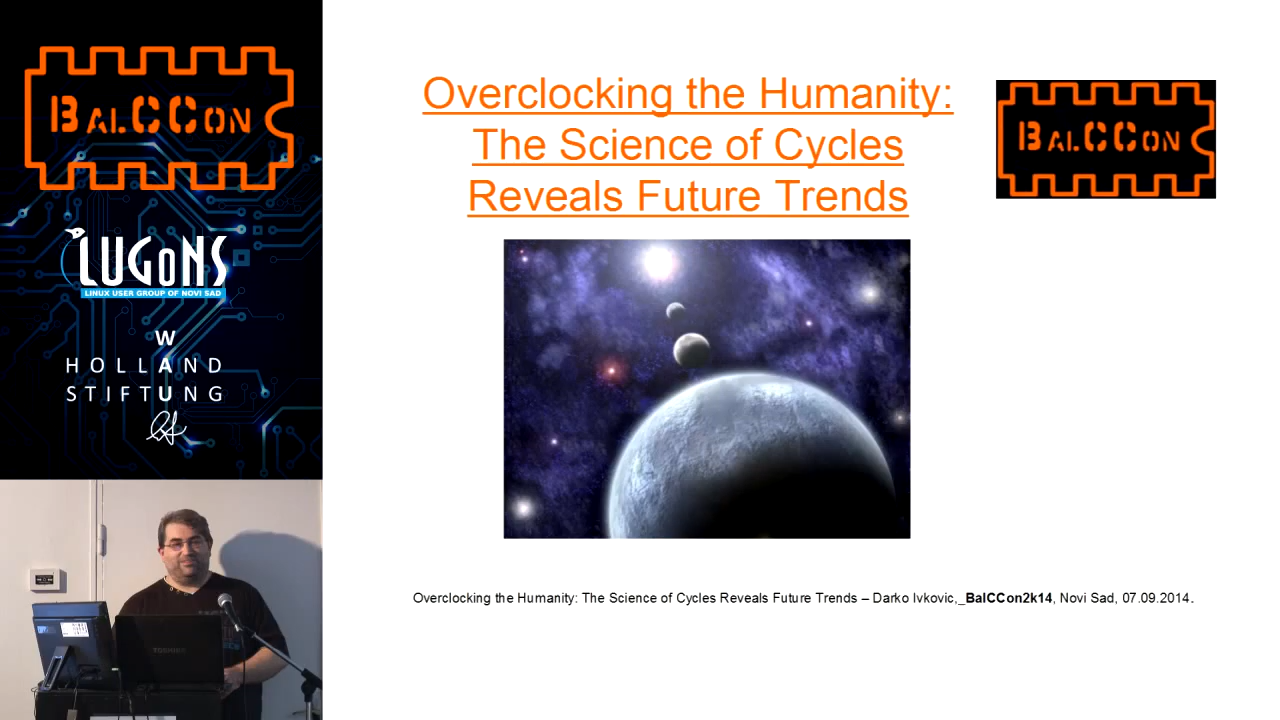 BALCCON
LUGONS
LINUX USER GROUP OF NOVI SAD
W
HOLLAND
STIFTUNG
Overclocking the Humanity:
The Science of Cycles
Reveals Future Trends
BALCCON
Overclocking the Humanity: The Science of Cycles Reveals Future Trends – Darko Ivkovic,_BalCCon2k14, Novi Sad, 07.09.2014.
TOSHIBA